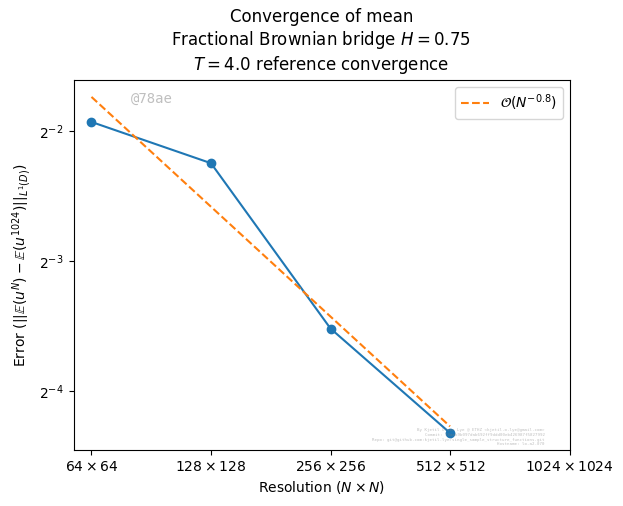 Convergence of mean
Fractional Brownian bridge H = 0.75
T = 4.0 reference convergence
@78ae
O(N^{-0.8})
Error (||𝔼(u^N) − 𝔼(u^{1024})||_{L^1(D)})
2^{-2}
2^{-3}
2^{-4}
64 × 64
128 × 128
256 × 256
512 × 512
1024 × 1024
Resolution (N × N)